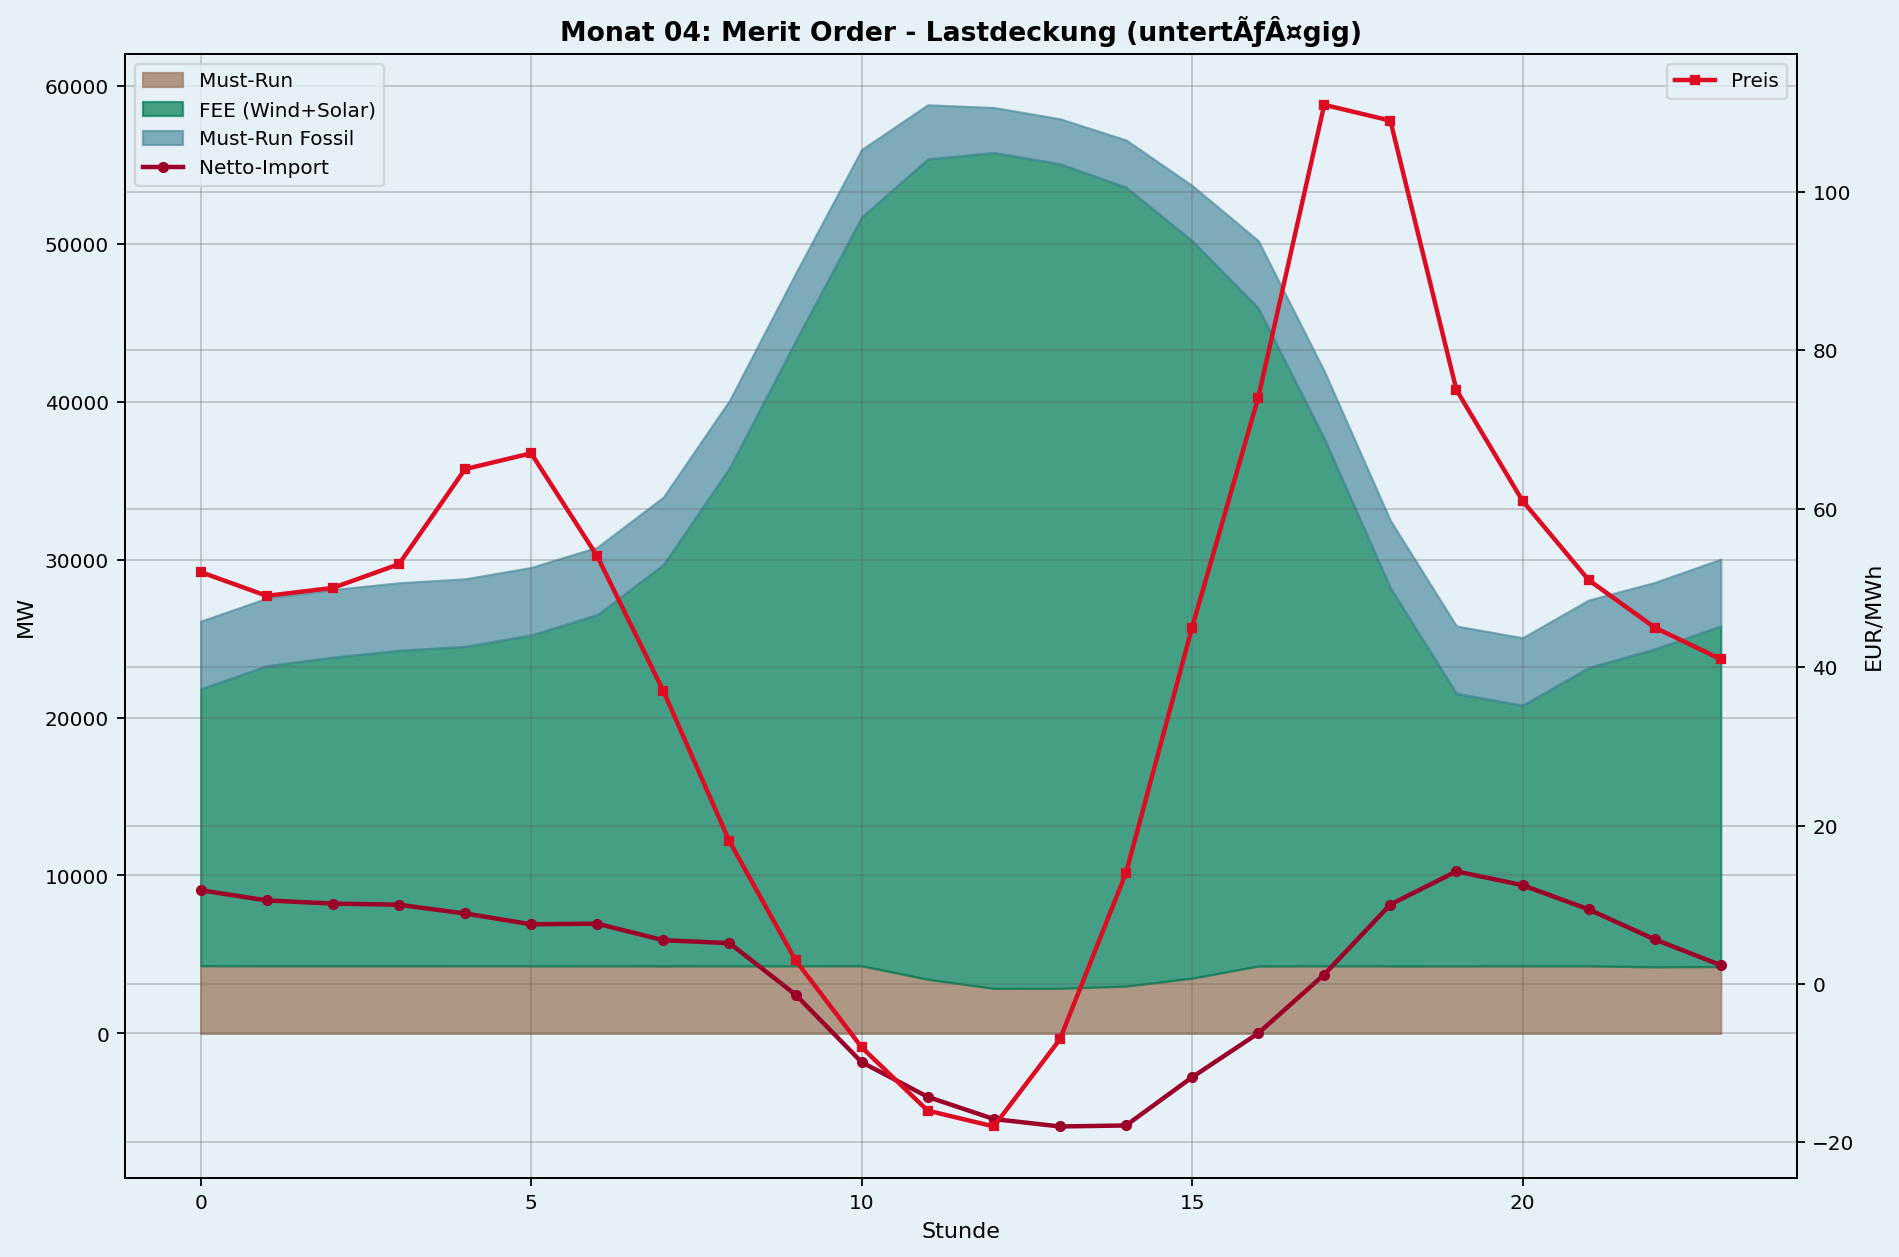 Monat 04: Merit Order - Lastdeckung (untertÃƒÂ¤gig)
Must-Run
FEE (Wind+Solar)
Must-Run Fossil
Netto-Import
Preis
60000
50000
40000
30000
20000
10000
0
MW
100
80
60
40
20
0
−20
EUR/MWh
0 5 10 15 20
Stunde